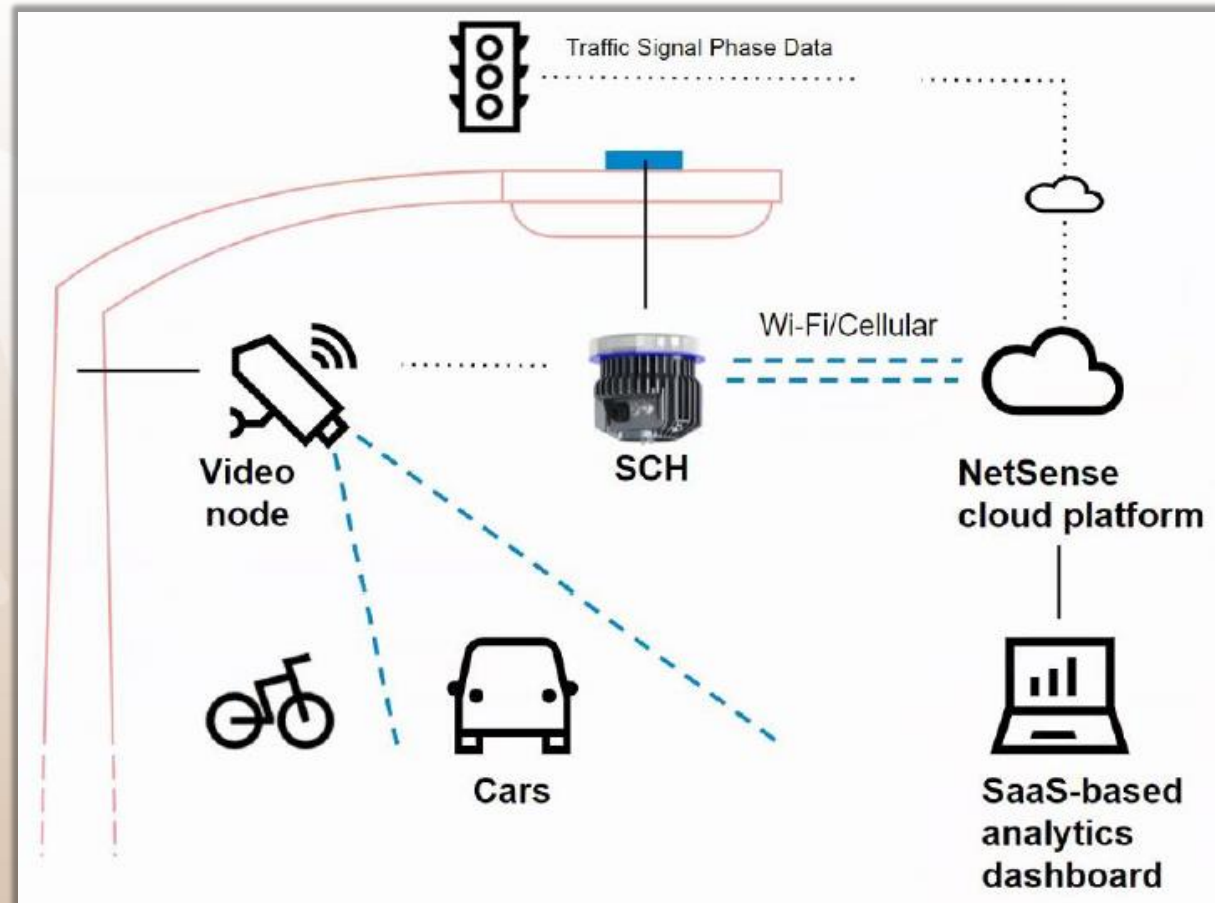 Traffic Signal Phase Data
Wi-Fi/Cellular
Video
node
SCH
NetSense
cloud platform
Cars
SaaS-based
analytics
dashboard